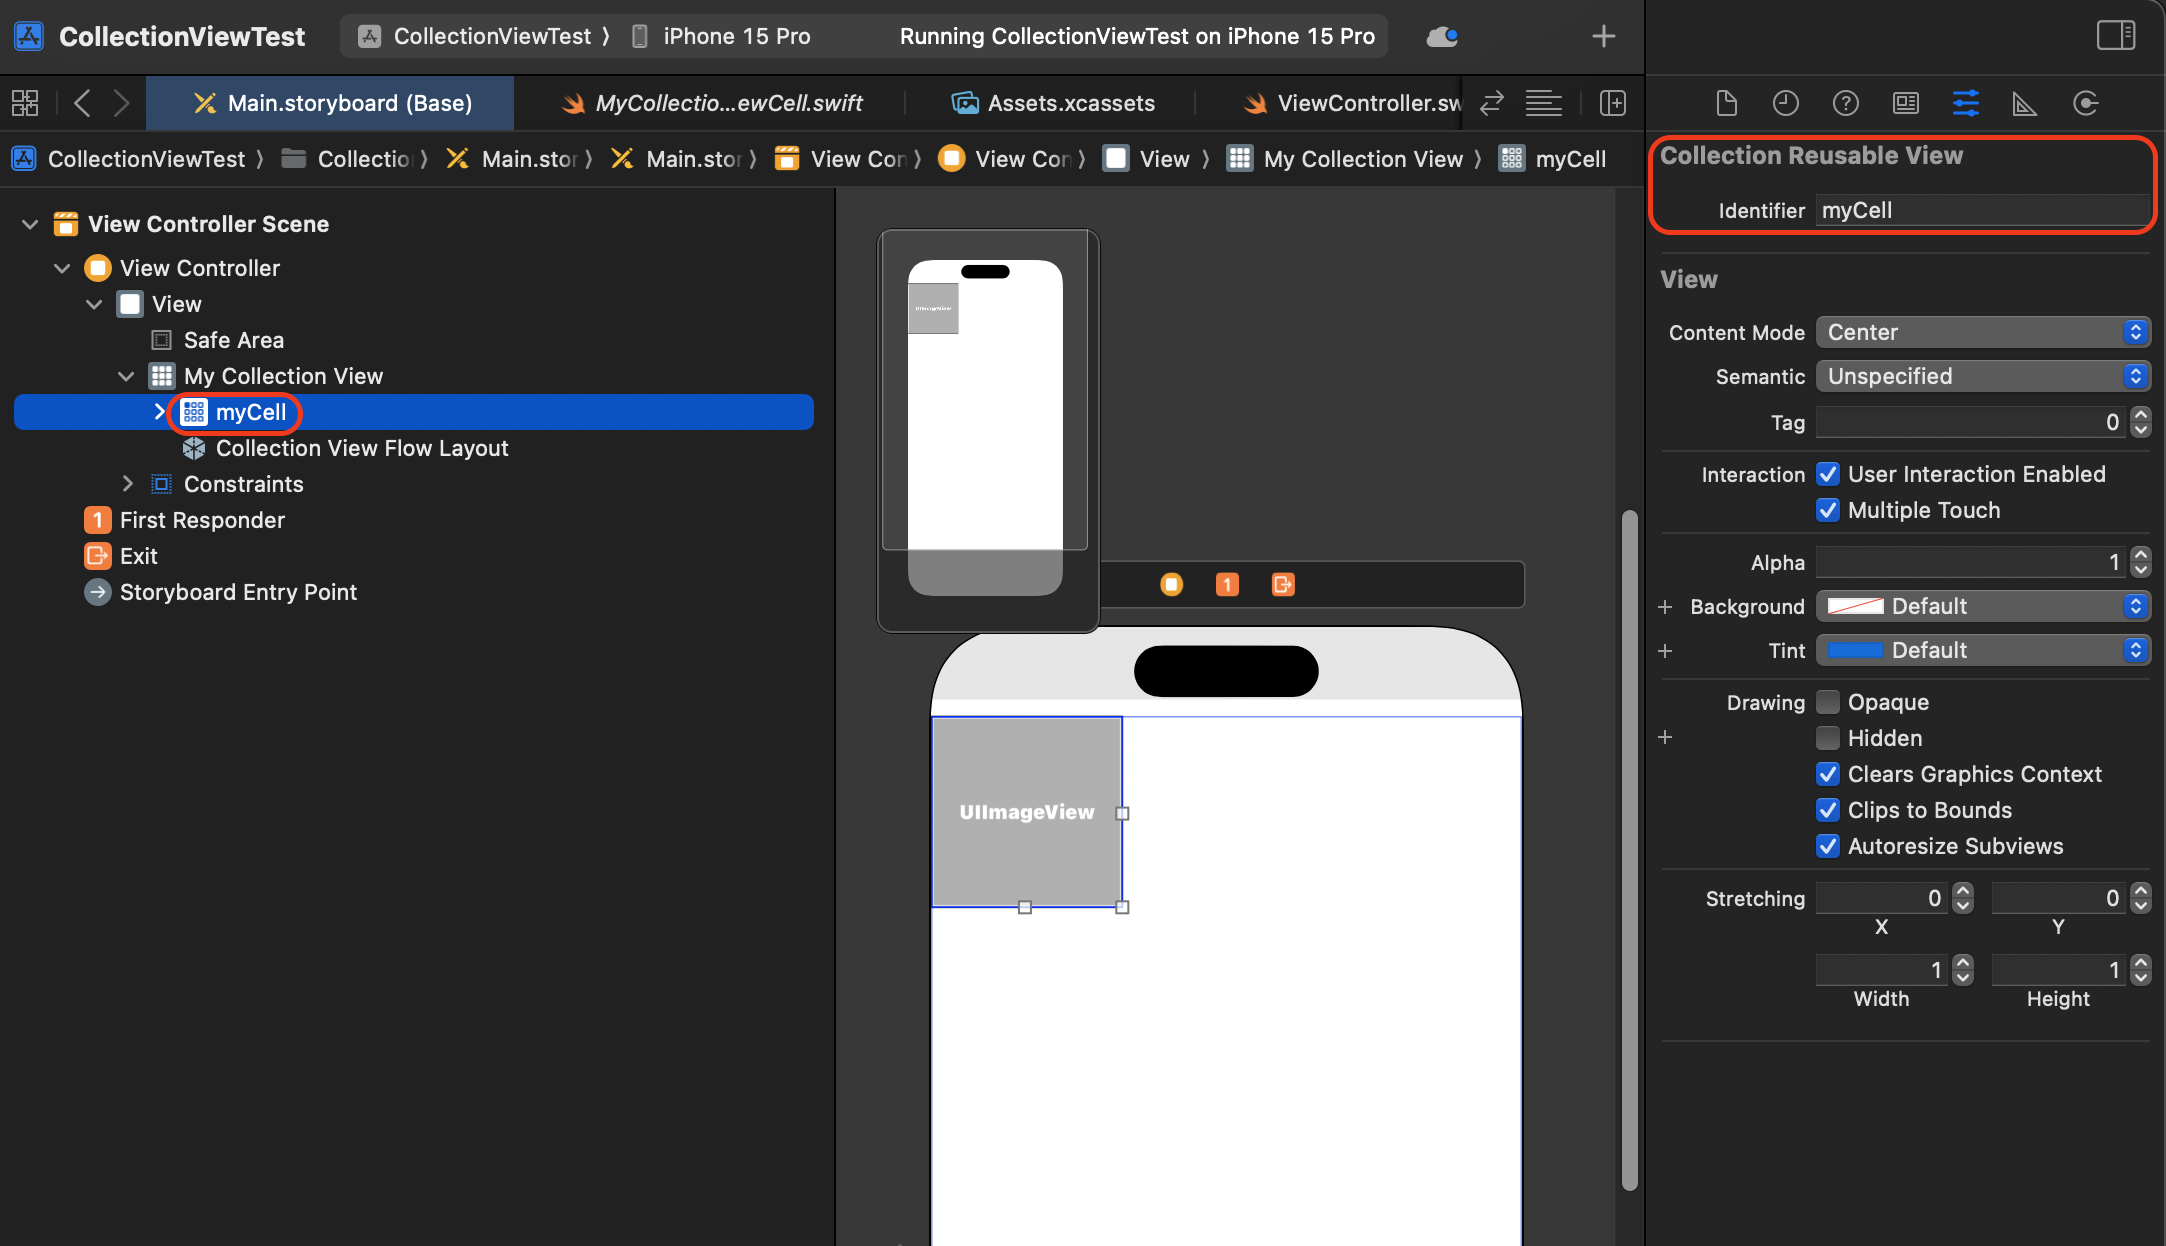 CollectionViewTest
CollectionViewTest 〉 iPhone 15 Pro
Running CollectionViewTest on iPhone 15 Pro
Main.storyboard (Base)
MyCollectio...ewCell.swift
Assets.xcassets
ViewController.sw
CollectionViewTest 〉 Collectio 〉 Main.stor 〉 Main.stor 〉 View Con 〉 View Con 〉 View 〉 My Collection View 〉 myCell
View Controller Scene
View Controller
View
Safe Area
My Collection View
myCell
Collection View Flow Layout
Constraints
1 First Responder
Exit
Storyboard Entry Point
UIImageView
1
UIImageView
Collection Reusable View
Identifier myCell
View
Content Mode Center
Semantic Unspecified
Tag 0
Interaction User Interaction Enabled
Multiple Touch
Alpha 1
+ Background Default
+ Tint Default
Drawing Opaque
+ Hidden
Clears Graphics Context
Clips to Bounds
Autoresize Subviews
Stretching 0 0
X Y
1 1
Width Height